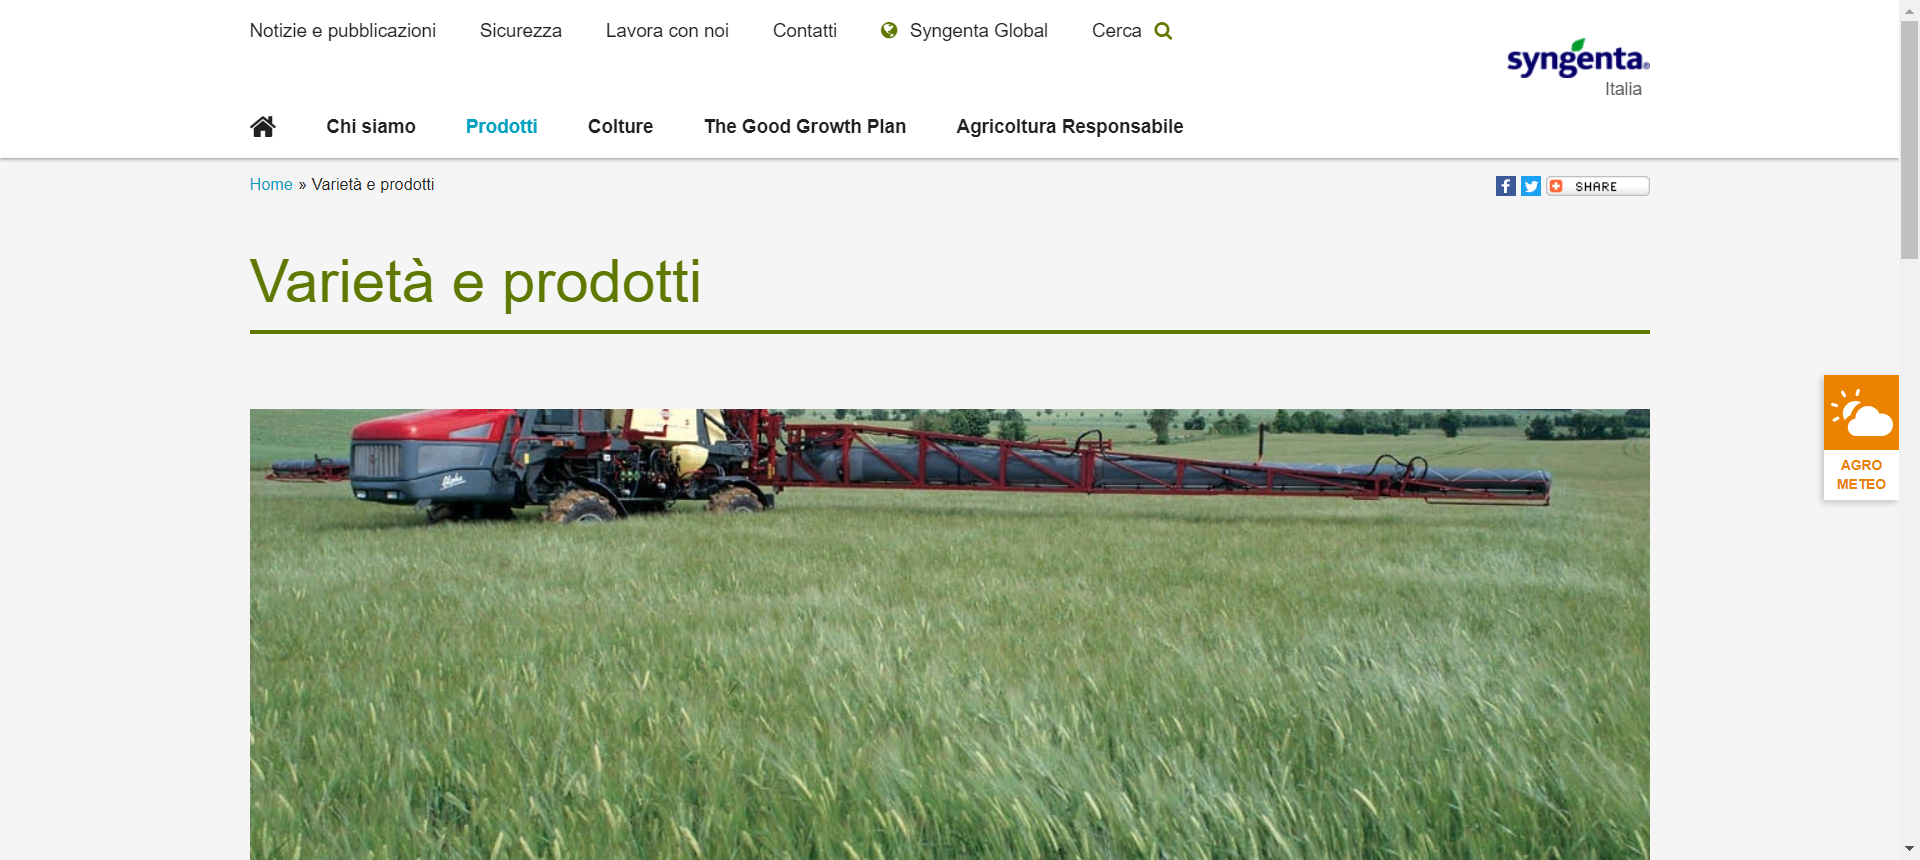 Notizie e pubblicazioni Sicurezza Lavora con noi Contatti Syngenta Global Cerca
syngenta®
Italia
Chi siamo Prodotti Colture The Good Growth Plan Agricoltura Responsabile
Home » Varietà e prodotti
SHARE
Varietà e prodotti
Alpha
AGRO
METEO